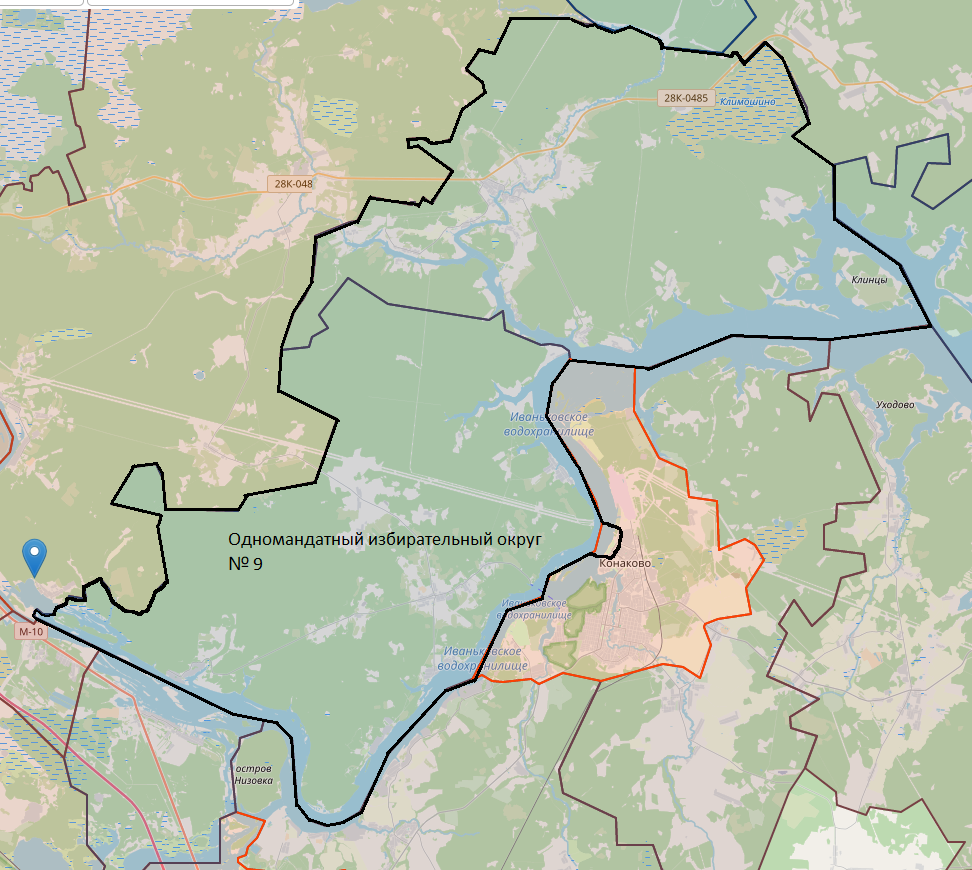 28K-0485
Климошино
28K-048
Клинцы
Иваньковское
водохранилище
Уходово
Одномандатный избирательный округ
№ 9
Конаково
Иваньковское
водохранилище
М-10
Иваньковское
водохранилище
остров
Низовка